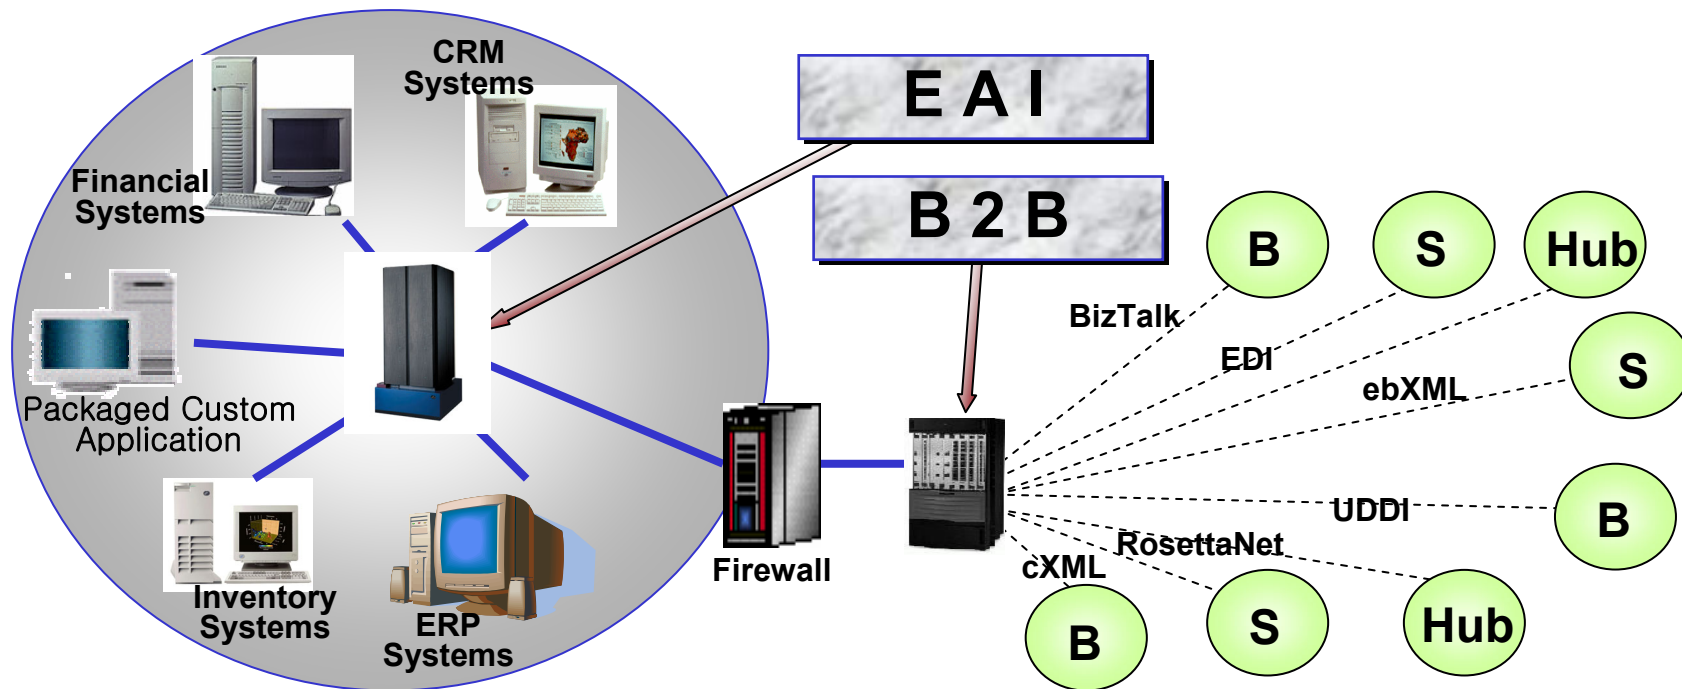 CRM
Systems
Financial
Systems
Packaged Custom
Application
Inventory
Systems
ERP
Systems
E A I
B 2 B
Firewall
BizTalk
EDI
ebXML
UDDI
RosettaNet
cXML
B
S
Hub
S
B
B
S
Hub